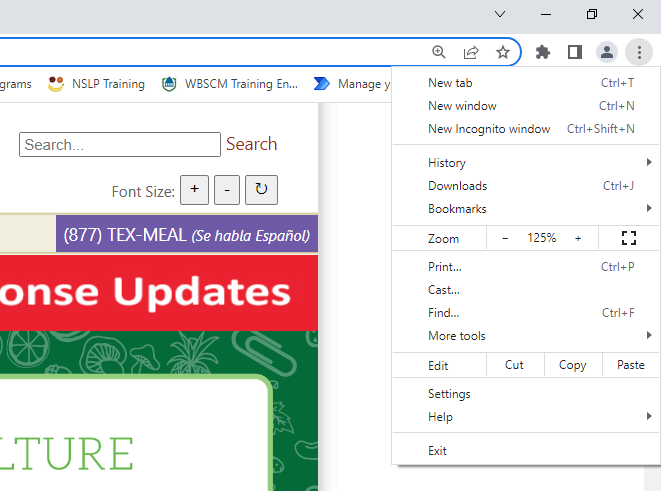 ograms NSLP Training WBSCM Training En... Manage y
Search... Search
Font Size: + - ↻
(877) TEX-MEAL (Se habla Español)
onse Updates
LTURE
New tab Ctrl+T
New window Ctrl+N
New Incognito window Ctrl+Shift+N
History
Downloads Ctrl+J
Bookmarks
Zoom − 125% +
Print... Ctrl+P
Cast...
Find... Ctrl+F
More tools
Edit Cut Copy Paste
Settings
Help
Exit